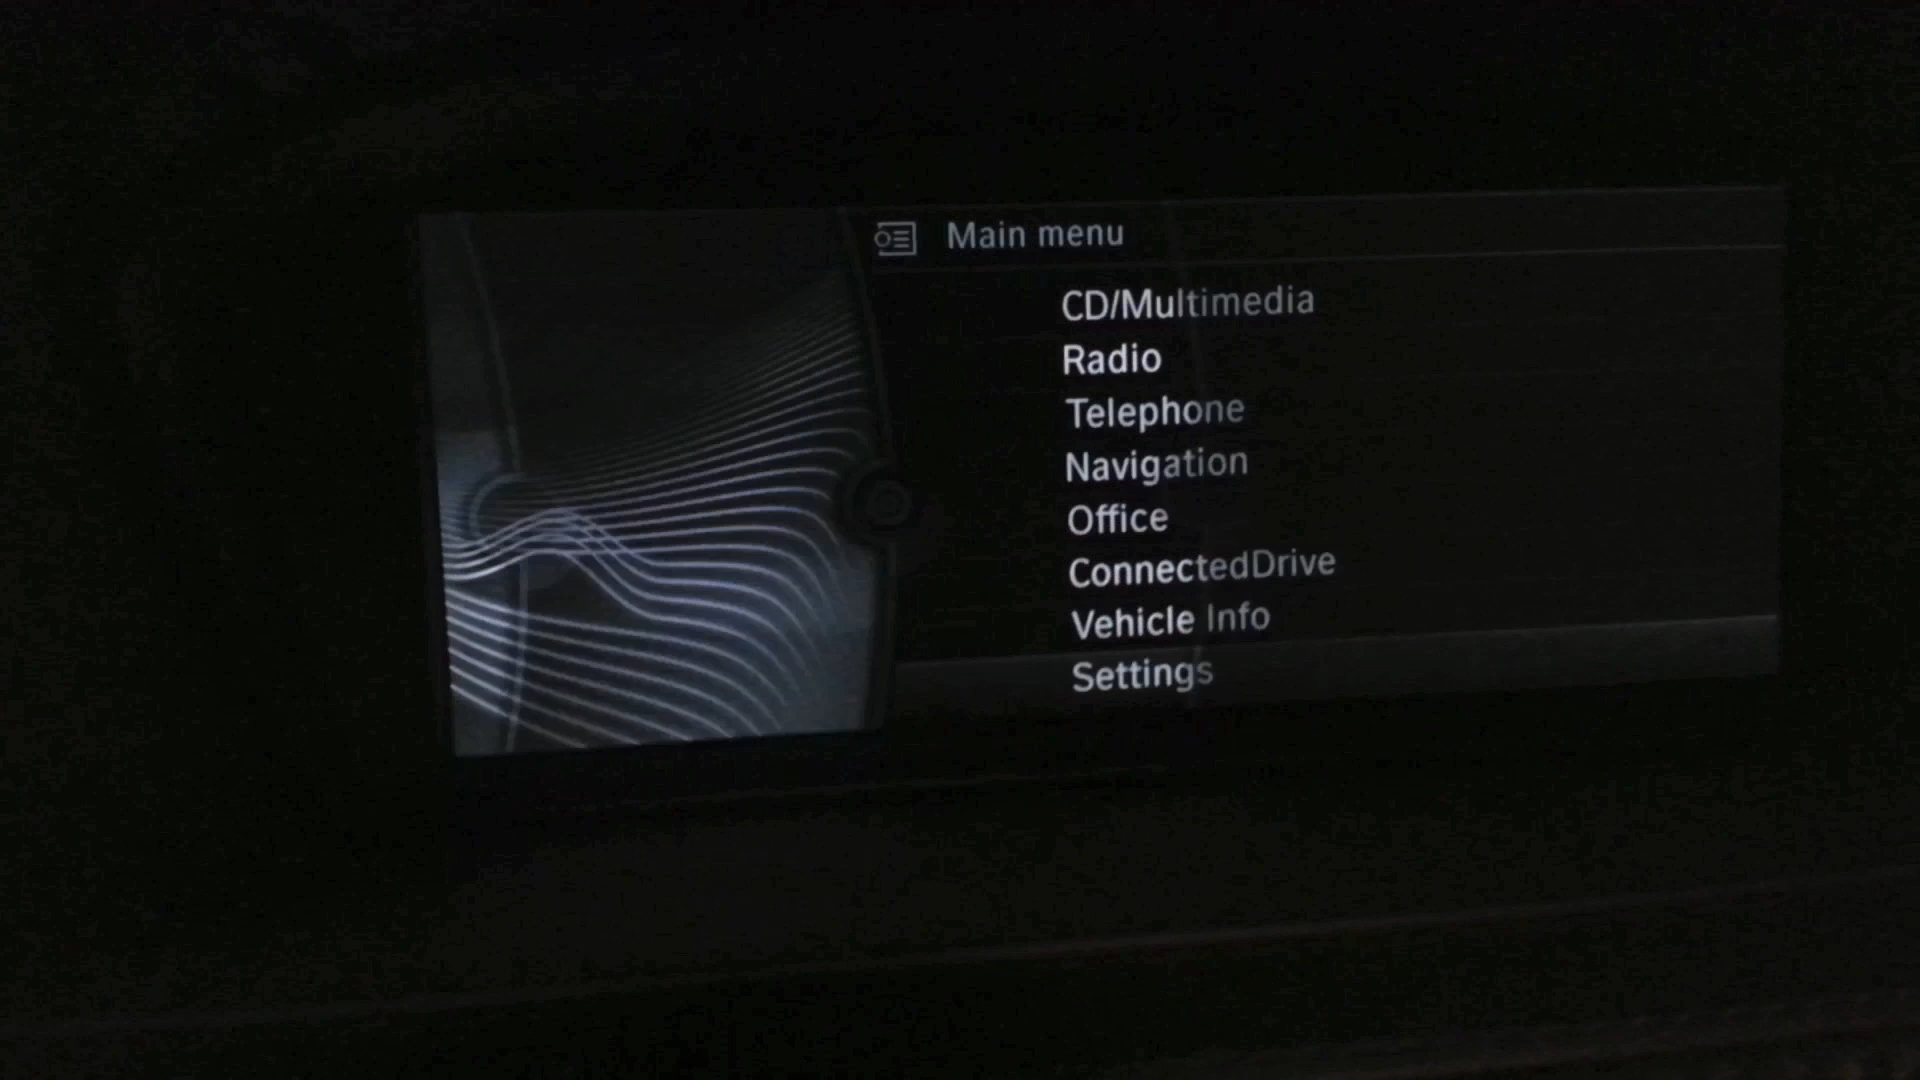 Main menu
CD/Multimedia
Radio
Telephone
Navigation
Office
ConnectedDrive
Vehicle Info
Settings